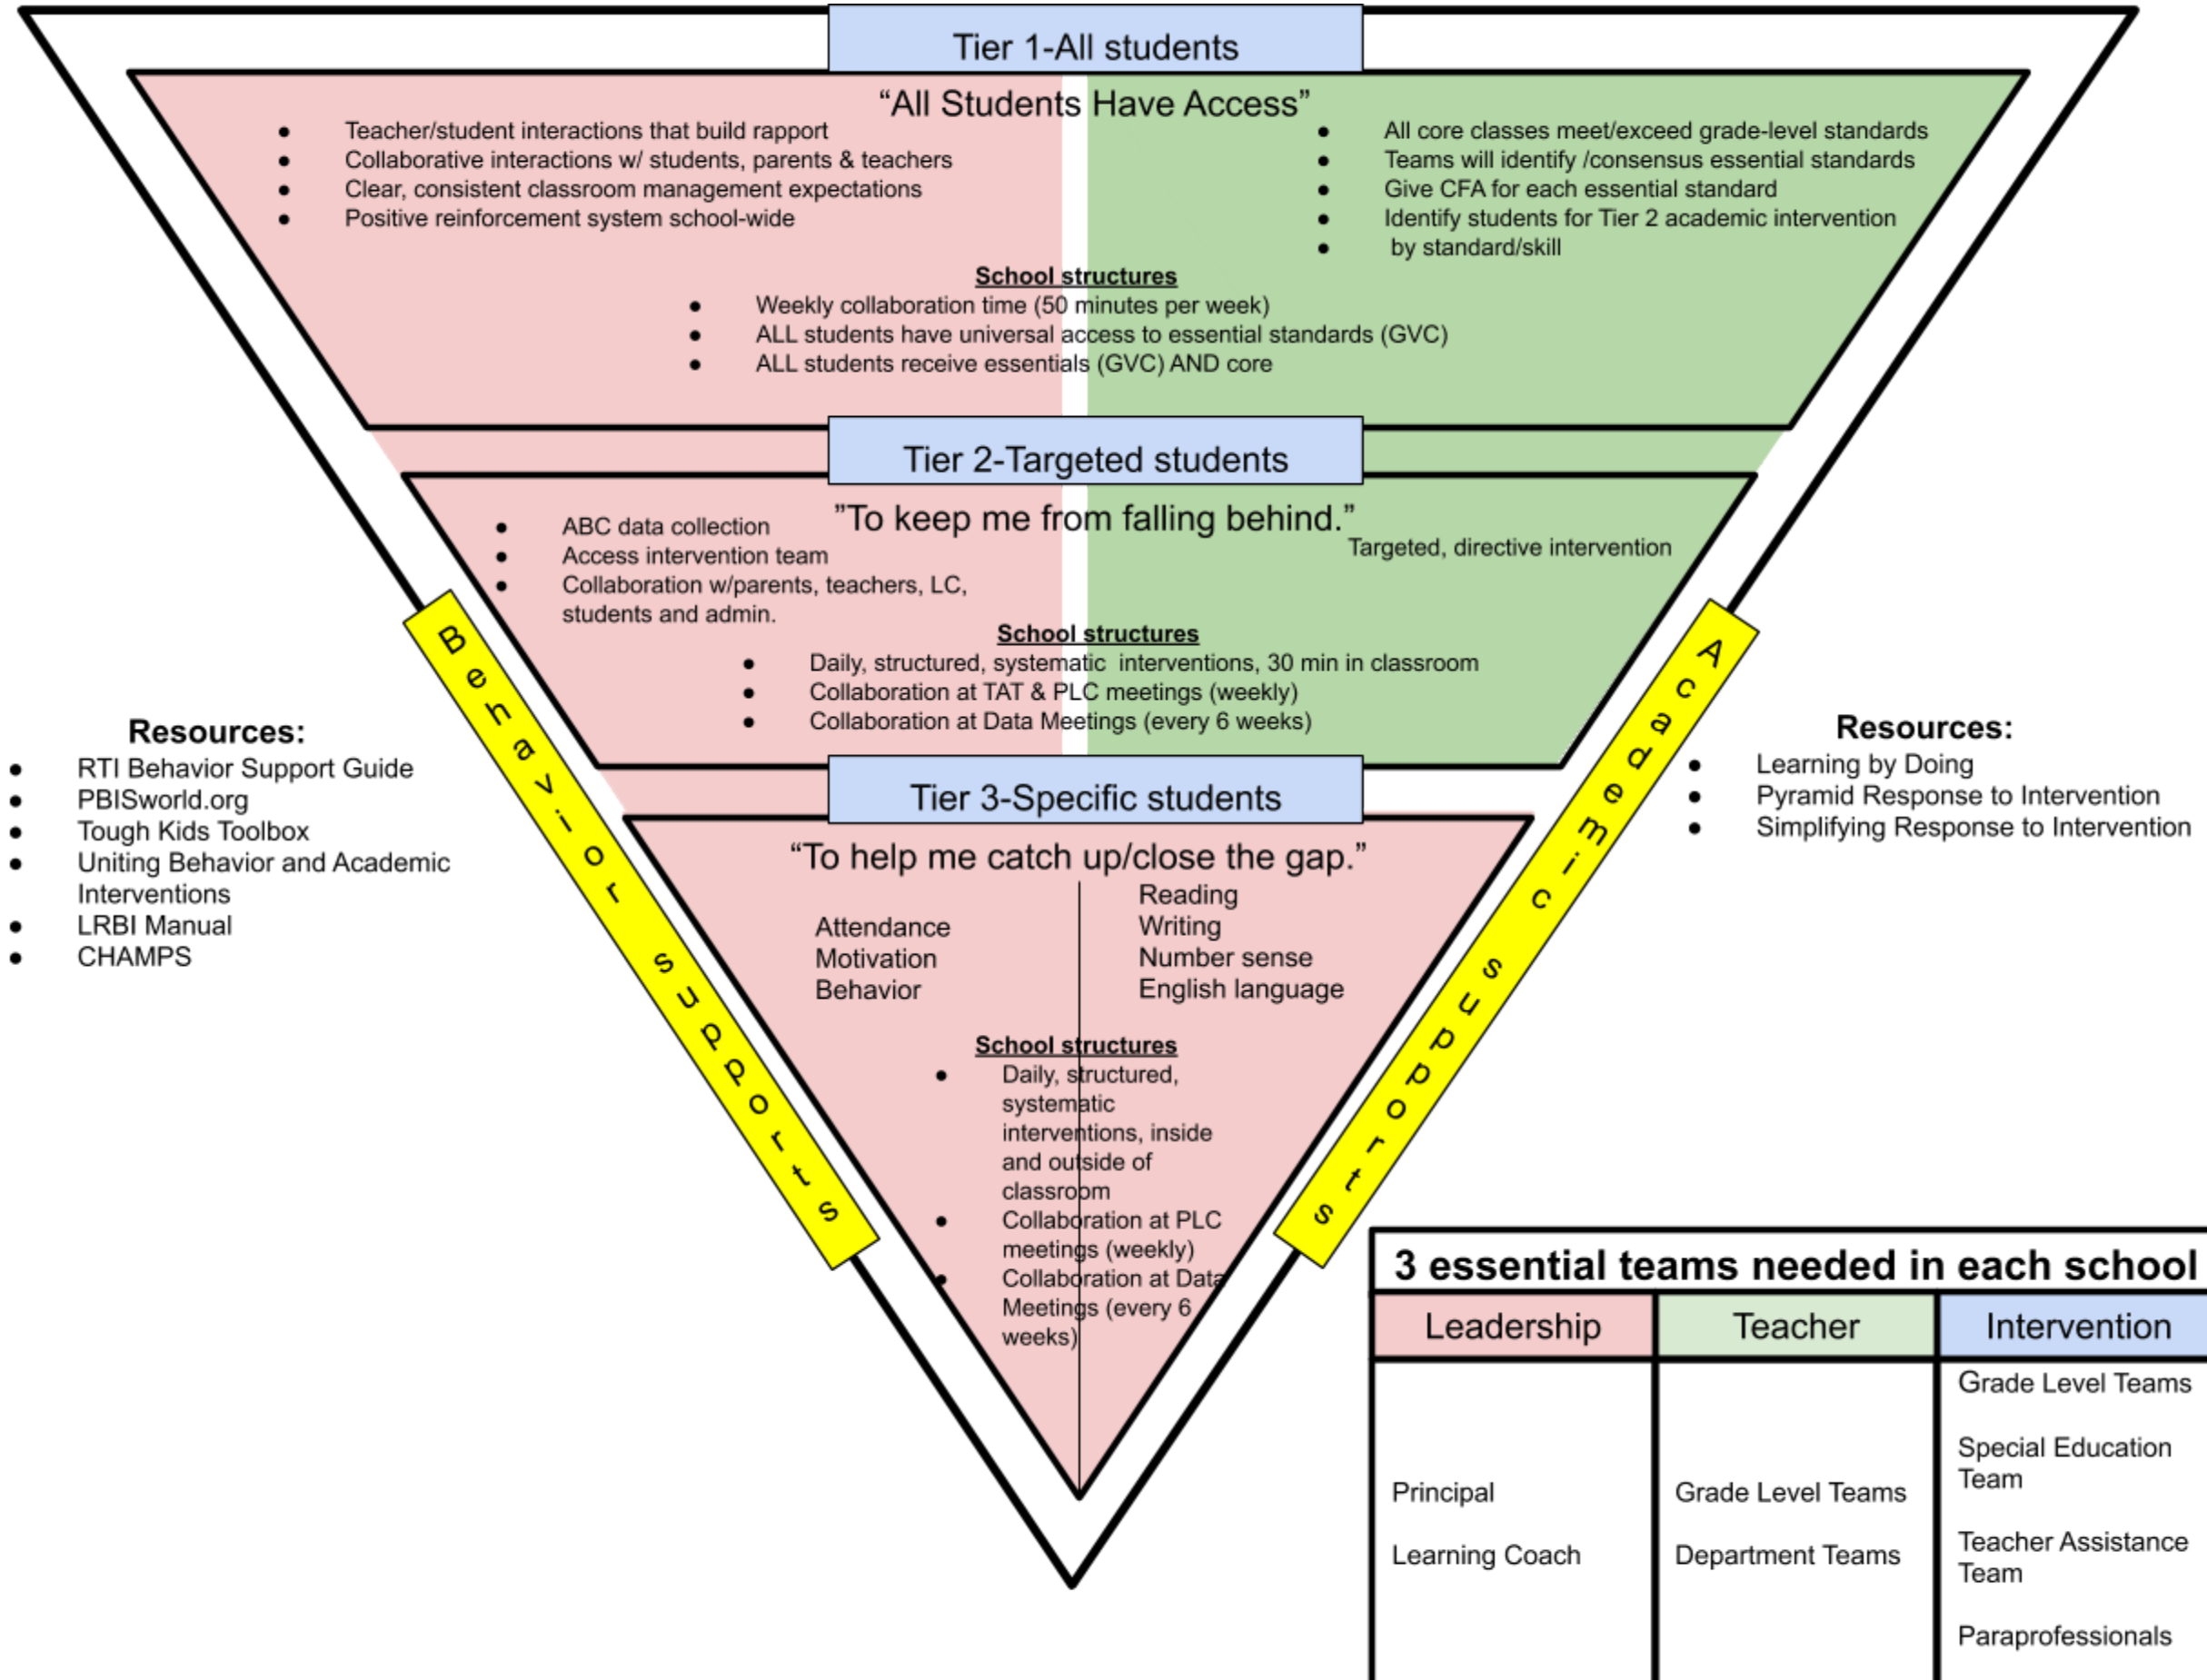 Tier 1-All students
“All Students Have Access”
● Teacher/student interactions that build rapport
● Collaborative interactions w/ students, parents & teachers
● Clear, consistent classroom management expectations
● Positive reinforcement system school-wide
● All core classes meet/exceed grade-level standards
● Teams will identify /consensus essential standards
● Give CFA for each essential standard
● Identify students for Tier 2 academic intervention
● by standard/skill
School structures
● Weekly collaboration time (50 minutes per week)
● ALL students have universal access to essential standards (GVC)
● ALL students receive essentials (GVC) AND core
Tier 2-Targeted students
”To keep me from falling behind.”
● ABC data collection
● Access intervention team
● Collaboration w/parents, teachers, LC,
students and admin.
Targeted, directive intervention
School structures
● Daily, structured, systematic interventions, 30 min in classroom
● Collaboration at TAT & PLC meetings (weekly)
● Collaboration at Data Meetings (every 6 weeks)
Behavior supports
Academic supports
Resources:
● RTI Behavior Support Guide
● PBISworld.org
● Tough Kids Toolbox
● Uniting Behavior and Academic
Interventions
● LRBI Manual
● CHAMPS
Resources:
● Learning by Doing
● Pyramid Response to Intervention
● Simplifying Response to Intervention
Tier 3-Specific students
“To help me catch up/close the gap.”
Attendance
Motivation
Behavior
Reading
Writing
Number sense
English language
School structures
● Daily, structured,
systematic
interventions, inside
and outside of
classroom
● Collaboration at PLC
meetings (weekly)
● Collaboration at Data
Meetings (every 6
weeks)
3 essential teams needed in each school
Leadership
Teacher
Intervention
Principal
Learning Coach
Grade Level Teams
Department Teams
Grade Level Teams
Special Education
Team
Teacher Assistance
Team
Paraprofessionals